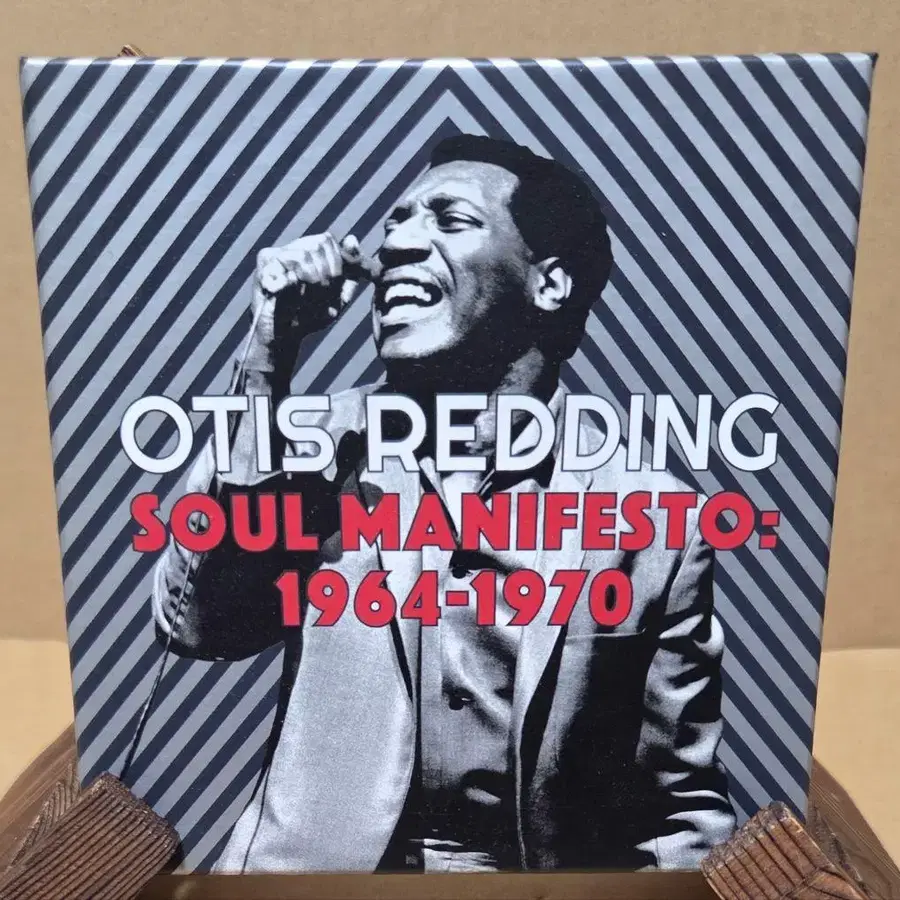 OTIS REDDING
SOUL MANIFESTO:
1964-1970